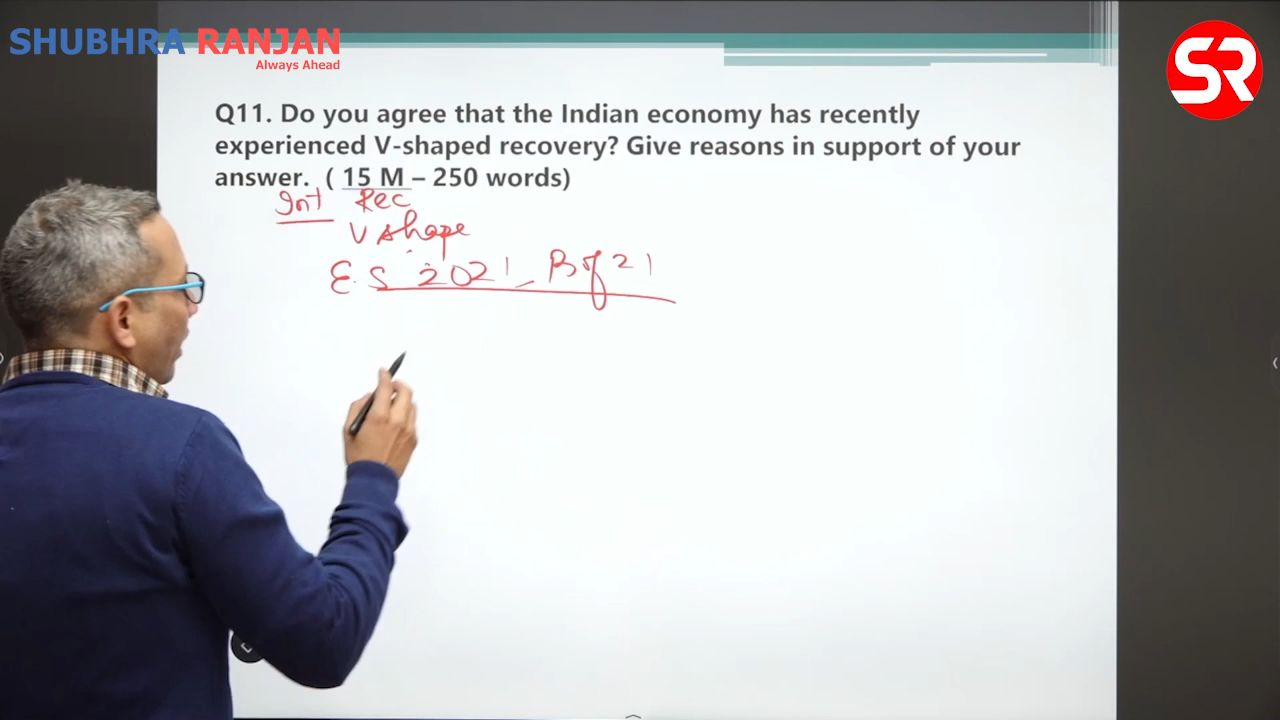 SHUBHRA RANJAN
Always Ahead
SR
Q11. Do you agree that the Indian economy has recently
experienced V-shaped recovery? Give reasons in support of your
answer. ( 15 M – 250 words)
Int Rec
V shape
E.S 2021 - B of 21